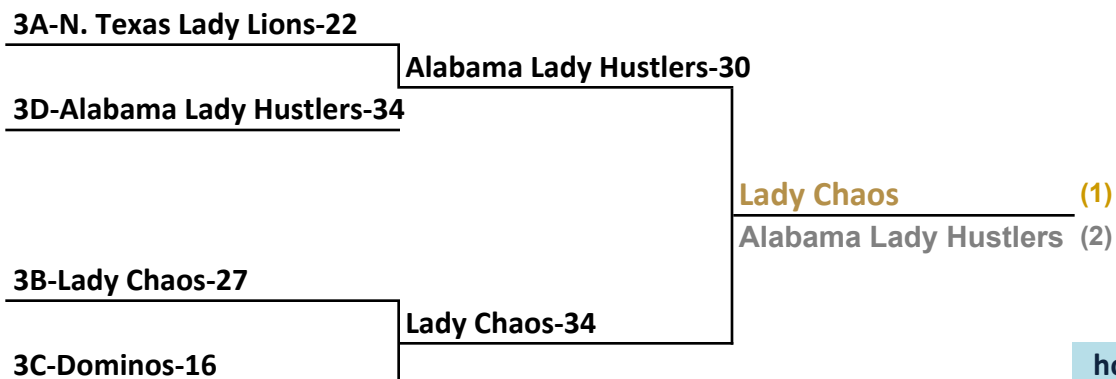 3A-N. Texas Lady Lions-22
Alabama Lady Hustlers-30
3D-Alabama Lady Hustlers-34
Lady Chaos (1)
Alabama Lady Hustlers (2)
3B-Lady Chaos-27
Lady Chaos-34
3C-Dominos-16